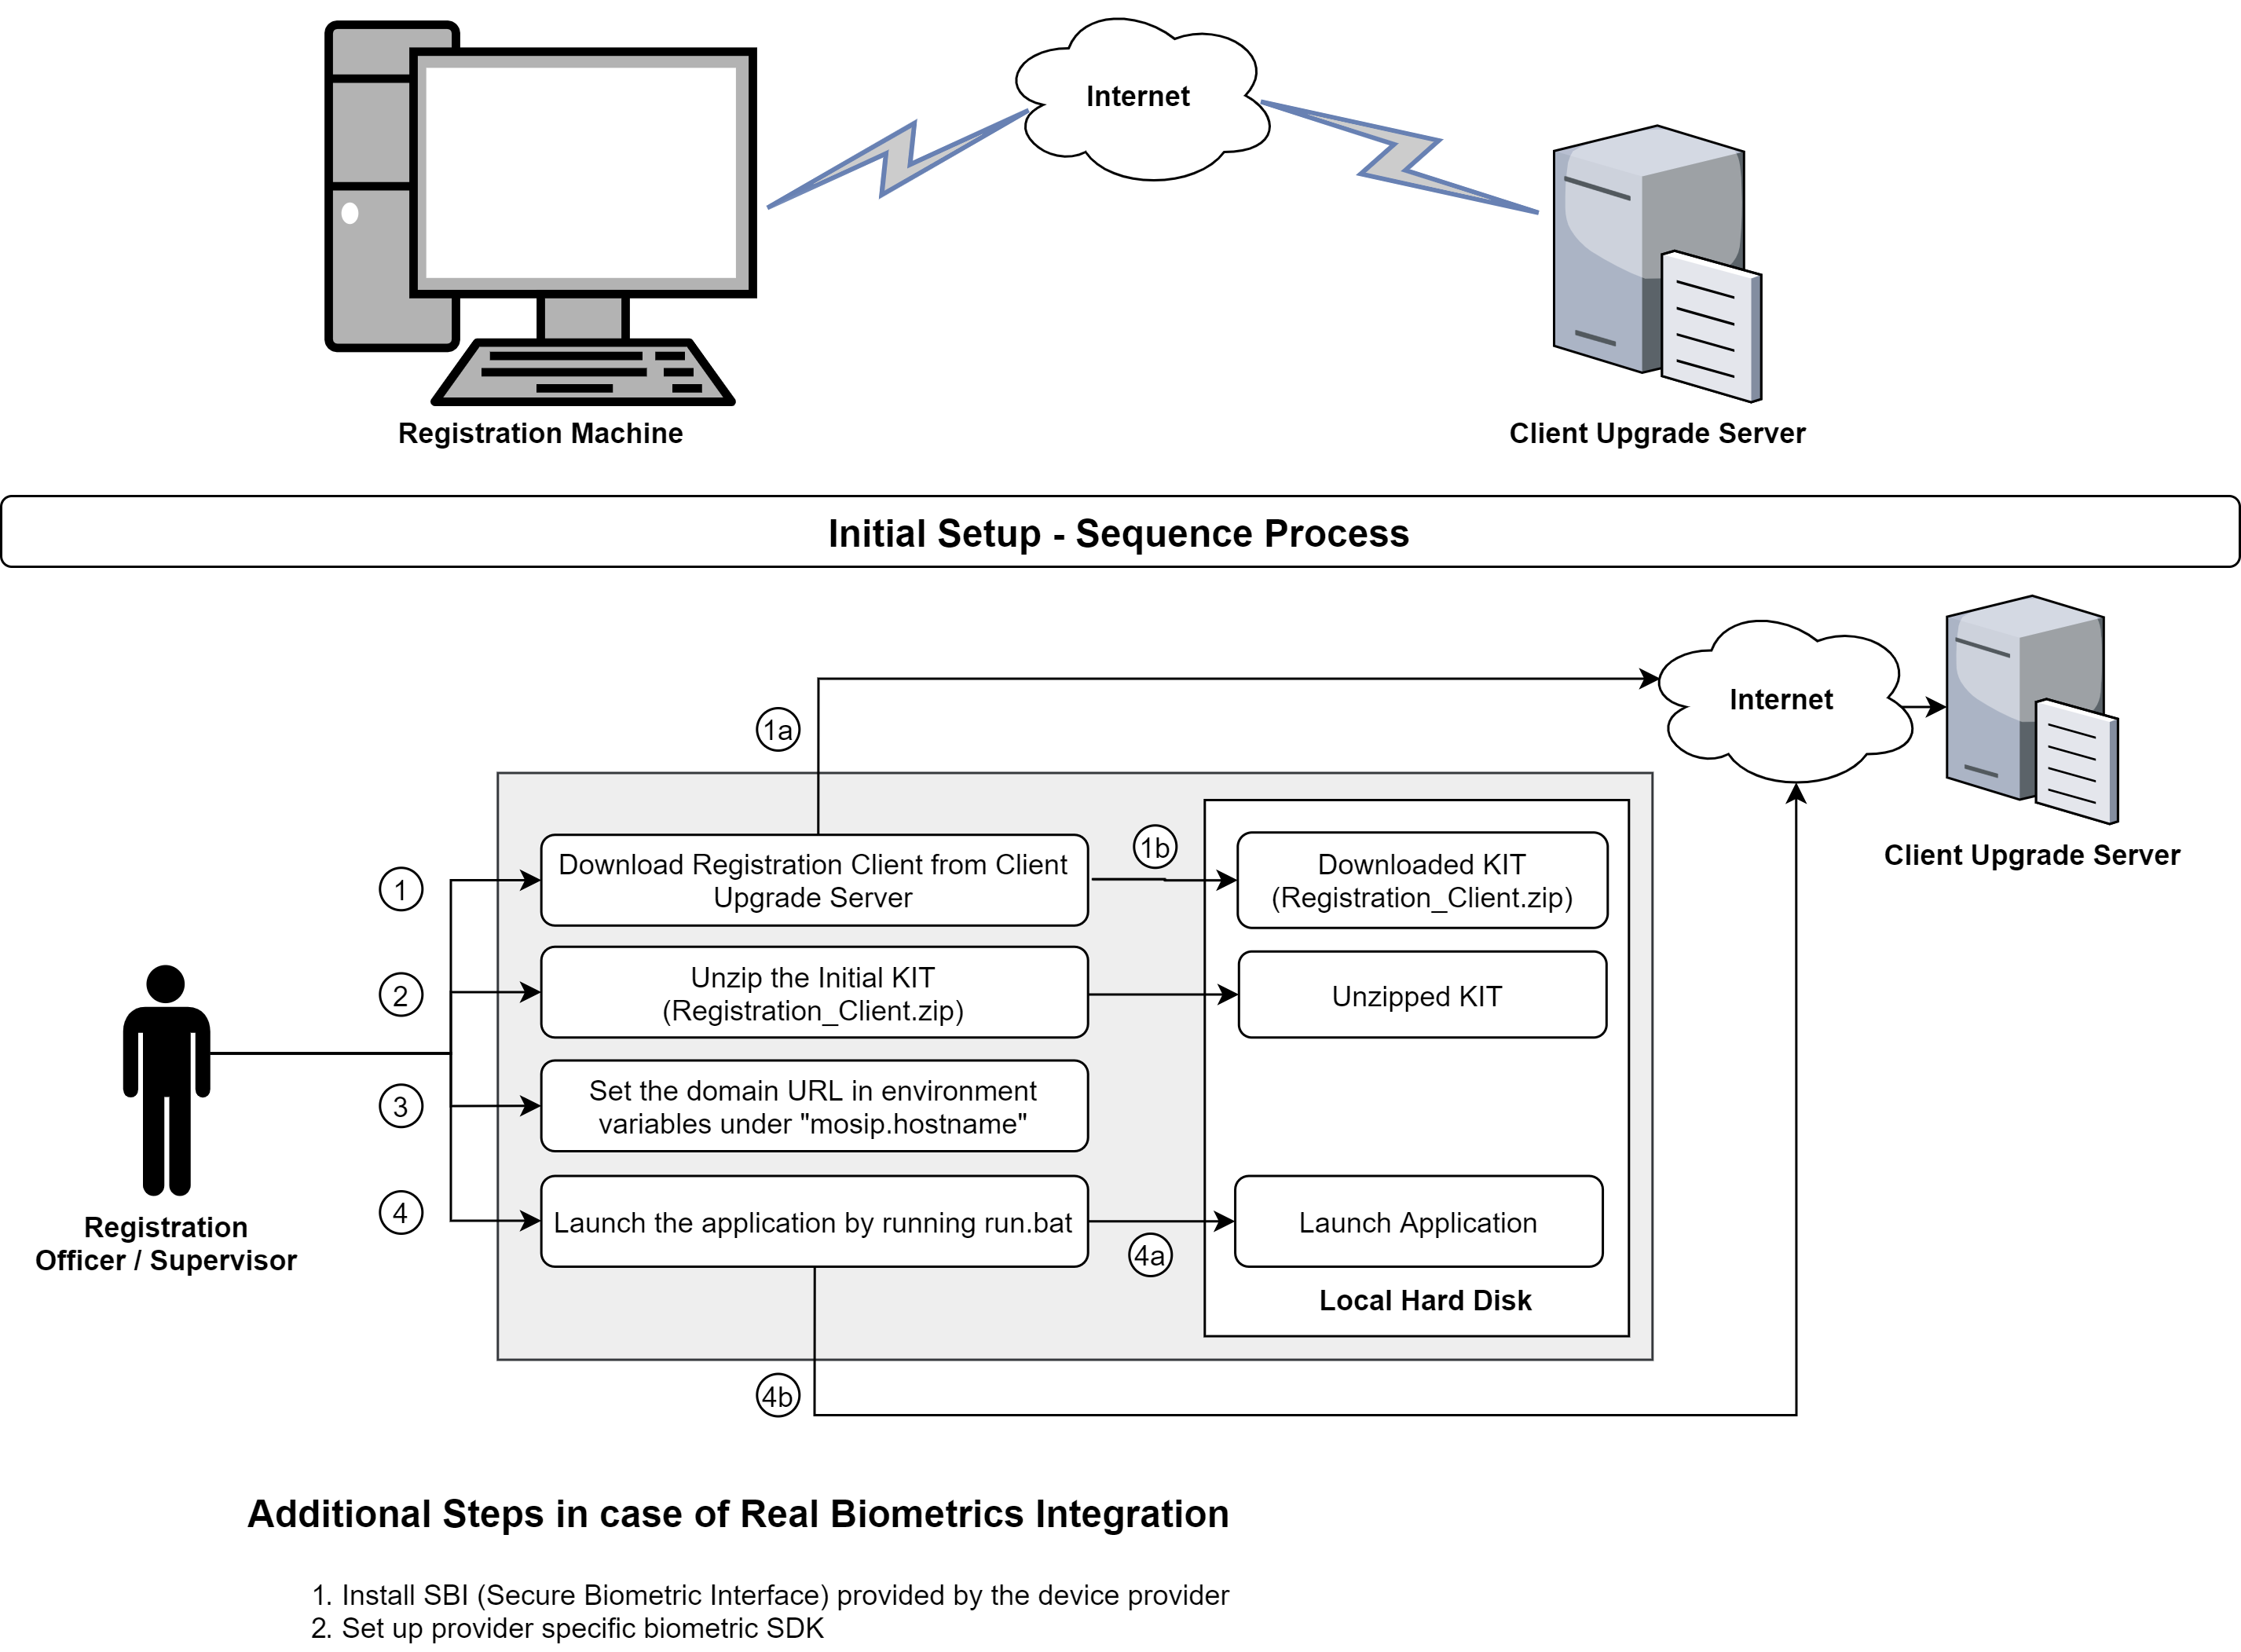 Internet
Registration Machine
Client Upgrade Server
Initial Setup - Sequence Process
Internet
Client Upgrade Server
1a
1
Download Registration Client from Client
Upgrade Server
1b
Downloaded KIT
(Registration_Client.zip)
2
Unzip the Initial KIT
(Registration_Client.zip)
Unzipped KIT
3
Set the domain URL in environment
variables under "mosip.hostname"
4
Launch the application by running run.bat
4a
Launch Application
Local Hard Disk
Registration
Officer / Supervisor
4b
Additional Steps in case of Real Biometrics Integration
1. Install SBI (Secure Biometric Interface) provided by the device provider
2. Set up provider specific biometric SDK